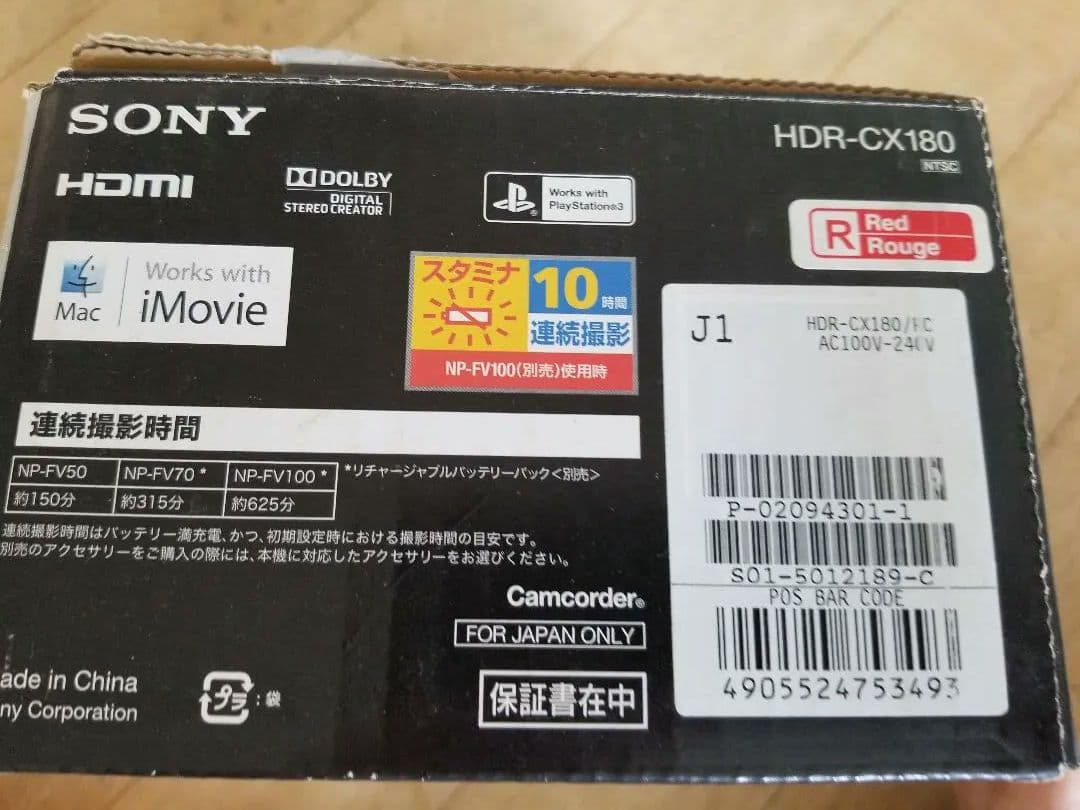 SONY
HDR-CX180
NTSC
HDMI
DOLBY
DIGITAL
STEREO CREATOR
Works with
PlayStation®3
R Red
Rouge
Mac
Works with
iMovie
スタミナ
10時間
連続撮影
NP-FV100(別売)使用時
J1
HDR-CX180/RC
AC100V-240V
連続撮影時間
NP-FV50 NP-FV70* NP-FV100*
約150分 約315分 約625分
*リチャージャブルバッテリーパック<別売>
連続撮影時間はバッテリー満充電、かつ、初期設定時における撮影時間の目安です。
別売のアクセサリーをご購入の際には、本機に対応したアクセサリーをお選びください。
P-02094301-1
S01-5012189-C
POS BAR CODE
4905524753493
Camcorder®
FOR JAPAN ONLY
保証書在中
ade in China
ny Corporation
プラ:袋